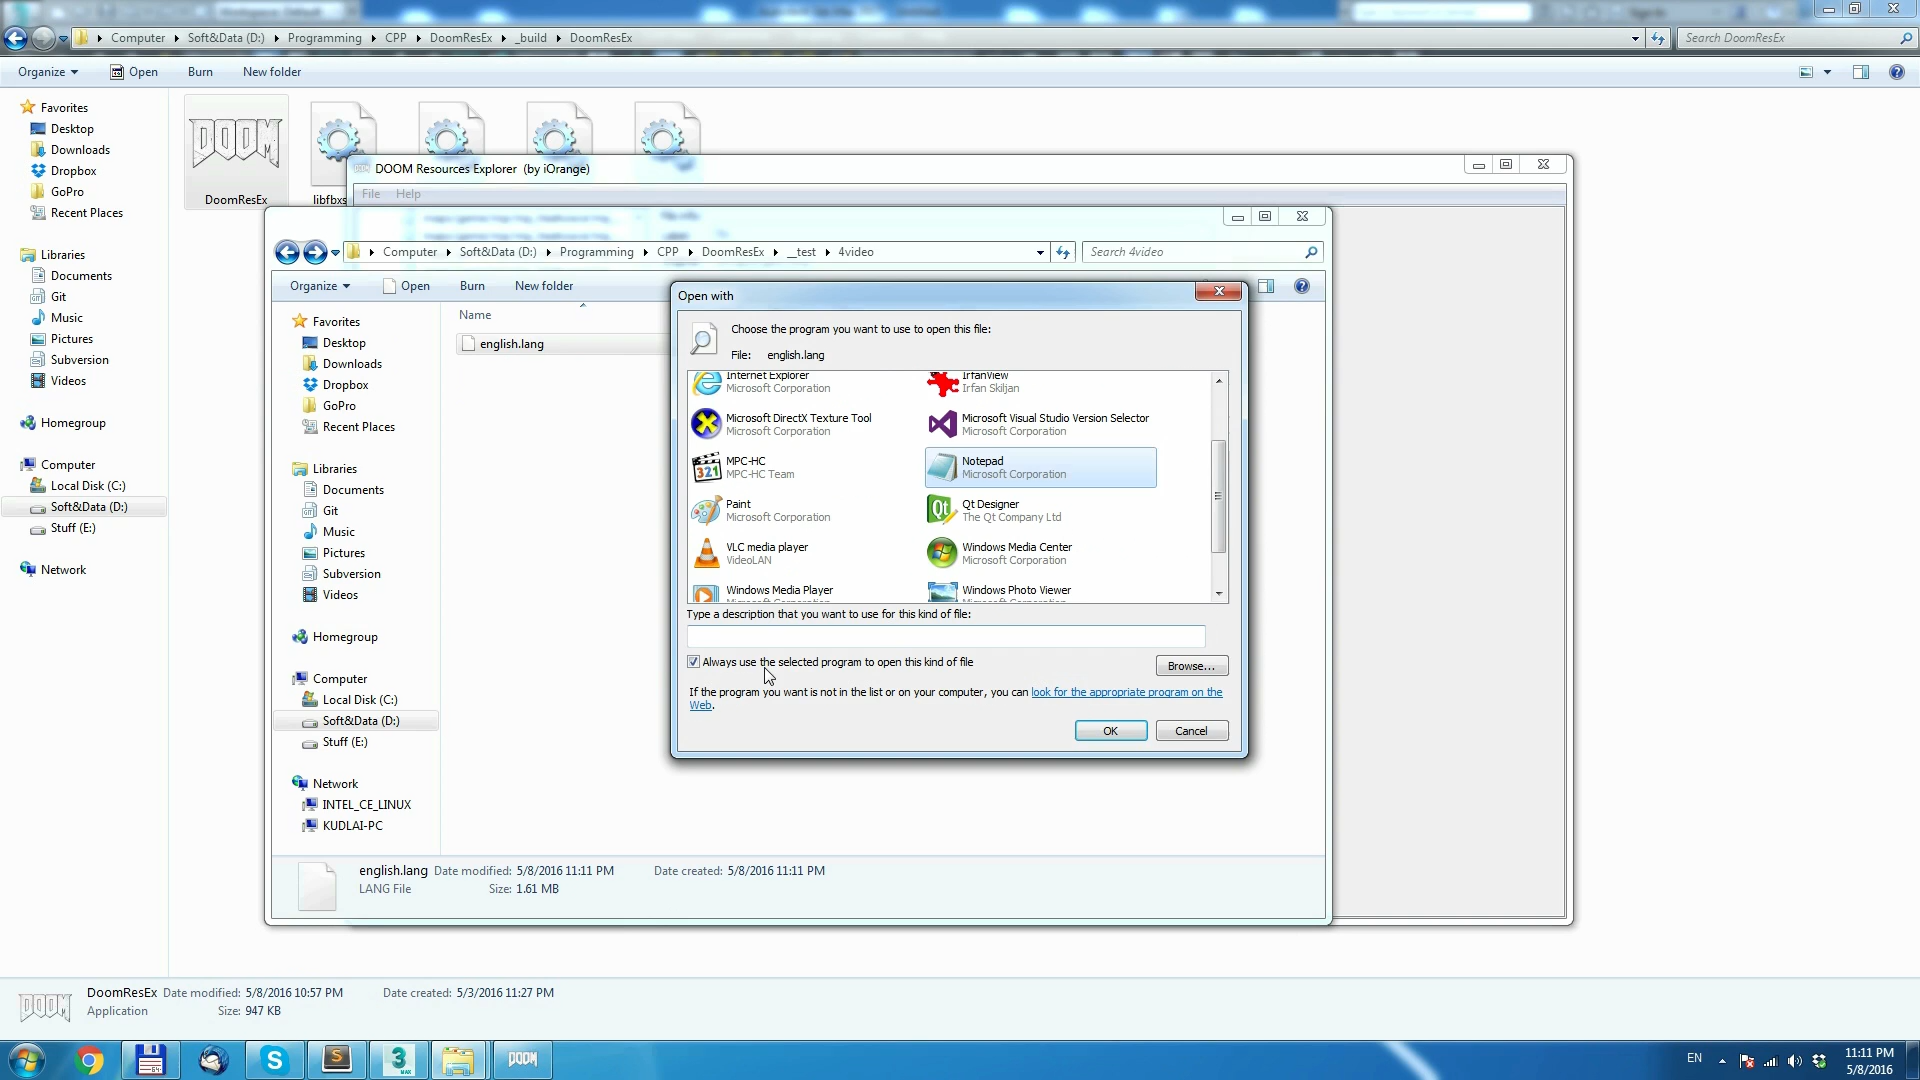 Computer Soft&Data (D:) Programming CPP DoomResEx _build DoomResEx
Search DoomResEx
Organize Open Burn New folder
Favorites
Desktop
Downloads
Dropbox
GoPro
Recent Places
Libraries
Documents
Git
Music
Pictures
Subversion
Videos
Homegroup
Computer
Local Disk (C:)
Soft&Data (D:)
Stuff (E:)
Network
DOOM
DoomResEx
libfbxs
DOOM Resources Explorer (by iOrange)
File Help
Computer Soft&Data (D:) Programming CPP DoomResEx __test 4video
Search 4video
Organize Open Burn New folder
Favorites
Desktop
Downloads
Dropbox
GoPro
Recent Places
Libraries
Documents
Git
Music
Pictures
Subversion
Videos
Homegroup
Computer
Local Disk (C:)
Soft&Data (D:)
Stuff (E:)
Network
INTEL_CE_LINUX
KUDLAI-PC
Name
english.lang
Open with
Choose the program you want to use to open this file:
File: english.lang
Internet Explorer
Microsoft Corporation
IrfanView
Irfan Skiljan
Microsoft DirectX Texture Tool
Microsoft Corporation
Microsoft Visual Studio Version Selector
Microsoft Corporation
MPC-HC
MPC-HC Team
Notepad
Microsoft Corporation
Paint
Microsoft Corporation
Qt Designer
The Qt Company Ltd
VLC media player
VideoLAN
Windows Media Center
Microsoft Corporation
Windows Media Player
Windows Photo Viewer
Type a description that you want to use for this kind of file:
Always use the selected program to open this kind of file
Browse...
If the program you want is not in the list or on your computer, you can look for the appropriate program on the
Web.
OK Cancel
english.lang Date modified: 5/8/2016 11:11 PM Date created: 5/8/2016 11:11 PM
LANG File Size: 1.61 MB
DOOM
DoomResEx Date modified: 5/8/2016 10:57 PM Date created: 5/3/2016 11:27 PM
Application Size: 947 KB
DOOM
EN
11:11 PM
5/8/2016